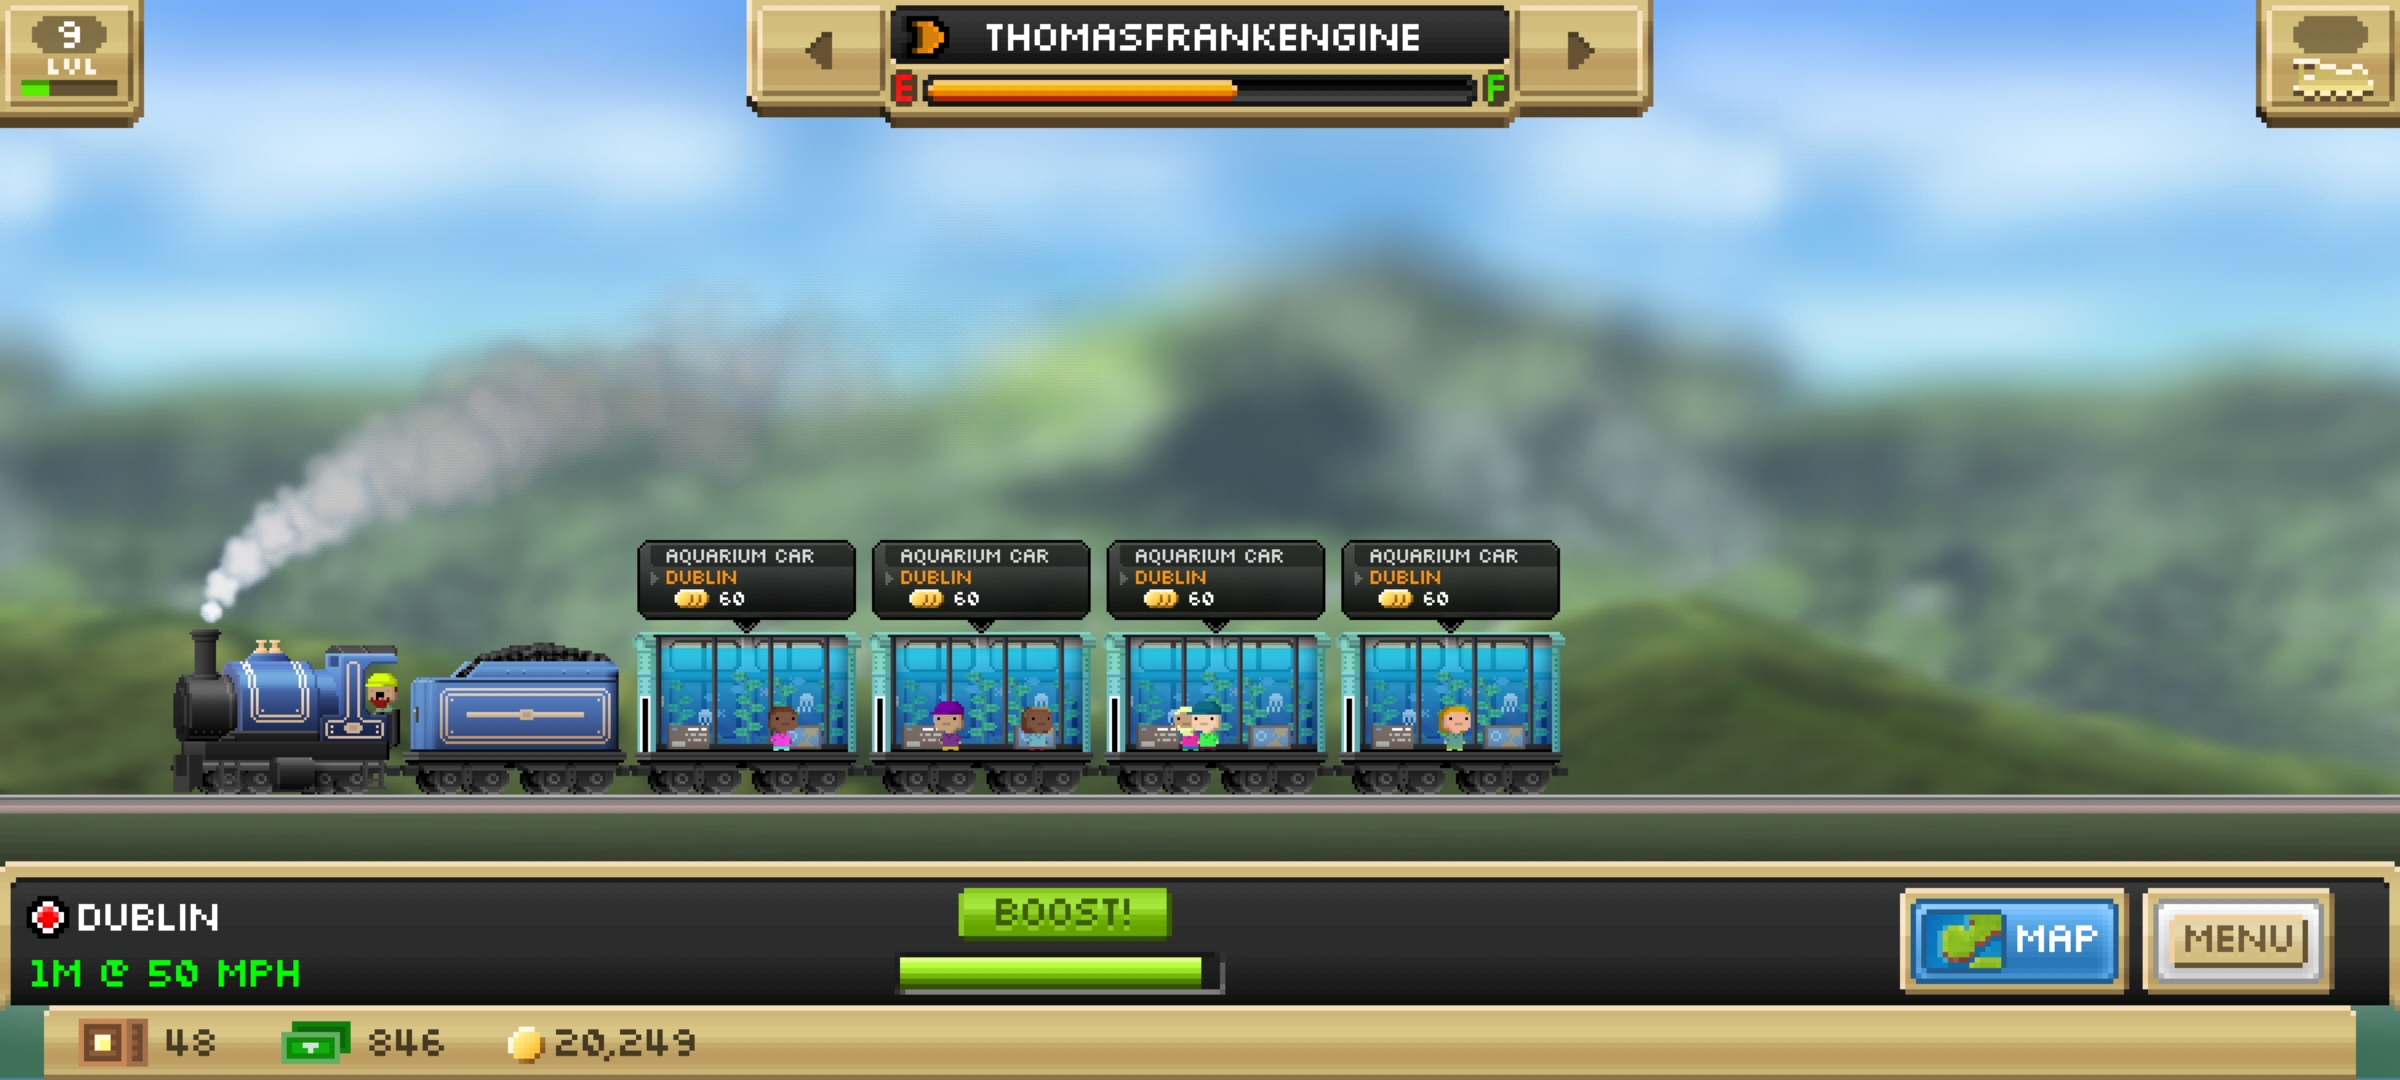 9
LVL
THOMASFRANKENGINE
E F
AQUARIUM CAR
DUBLIN
60
AQUARIUM CAR
DUBLIN
60
AQUARIUM CAR
DUBLIN
60
AQUARIUM CAR
DUBLIN
60
DUBLIN
1M @ 50 MPH
BOOST!
MAP
MENU
48 846 20,249